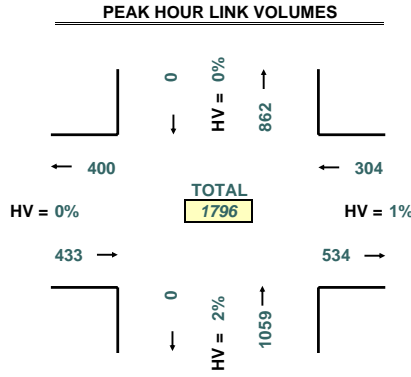 PEAK HOUR LINK VOLUMES
0
HV = 0%
862
400
304
TOTAL
1796
HV = 0%
HV = 1%
433
534
0
HV = 2%
1059